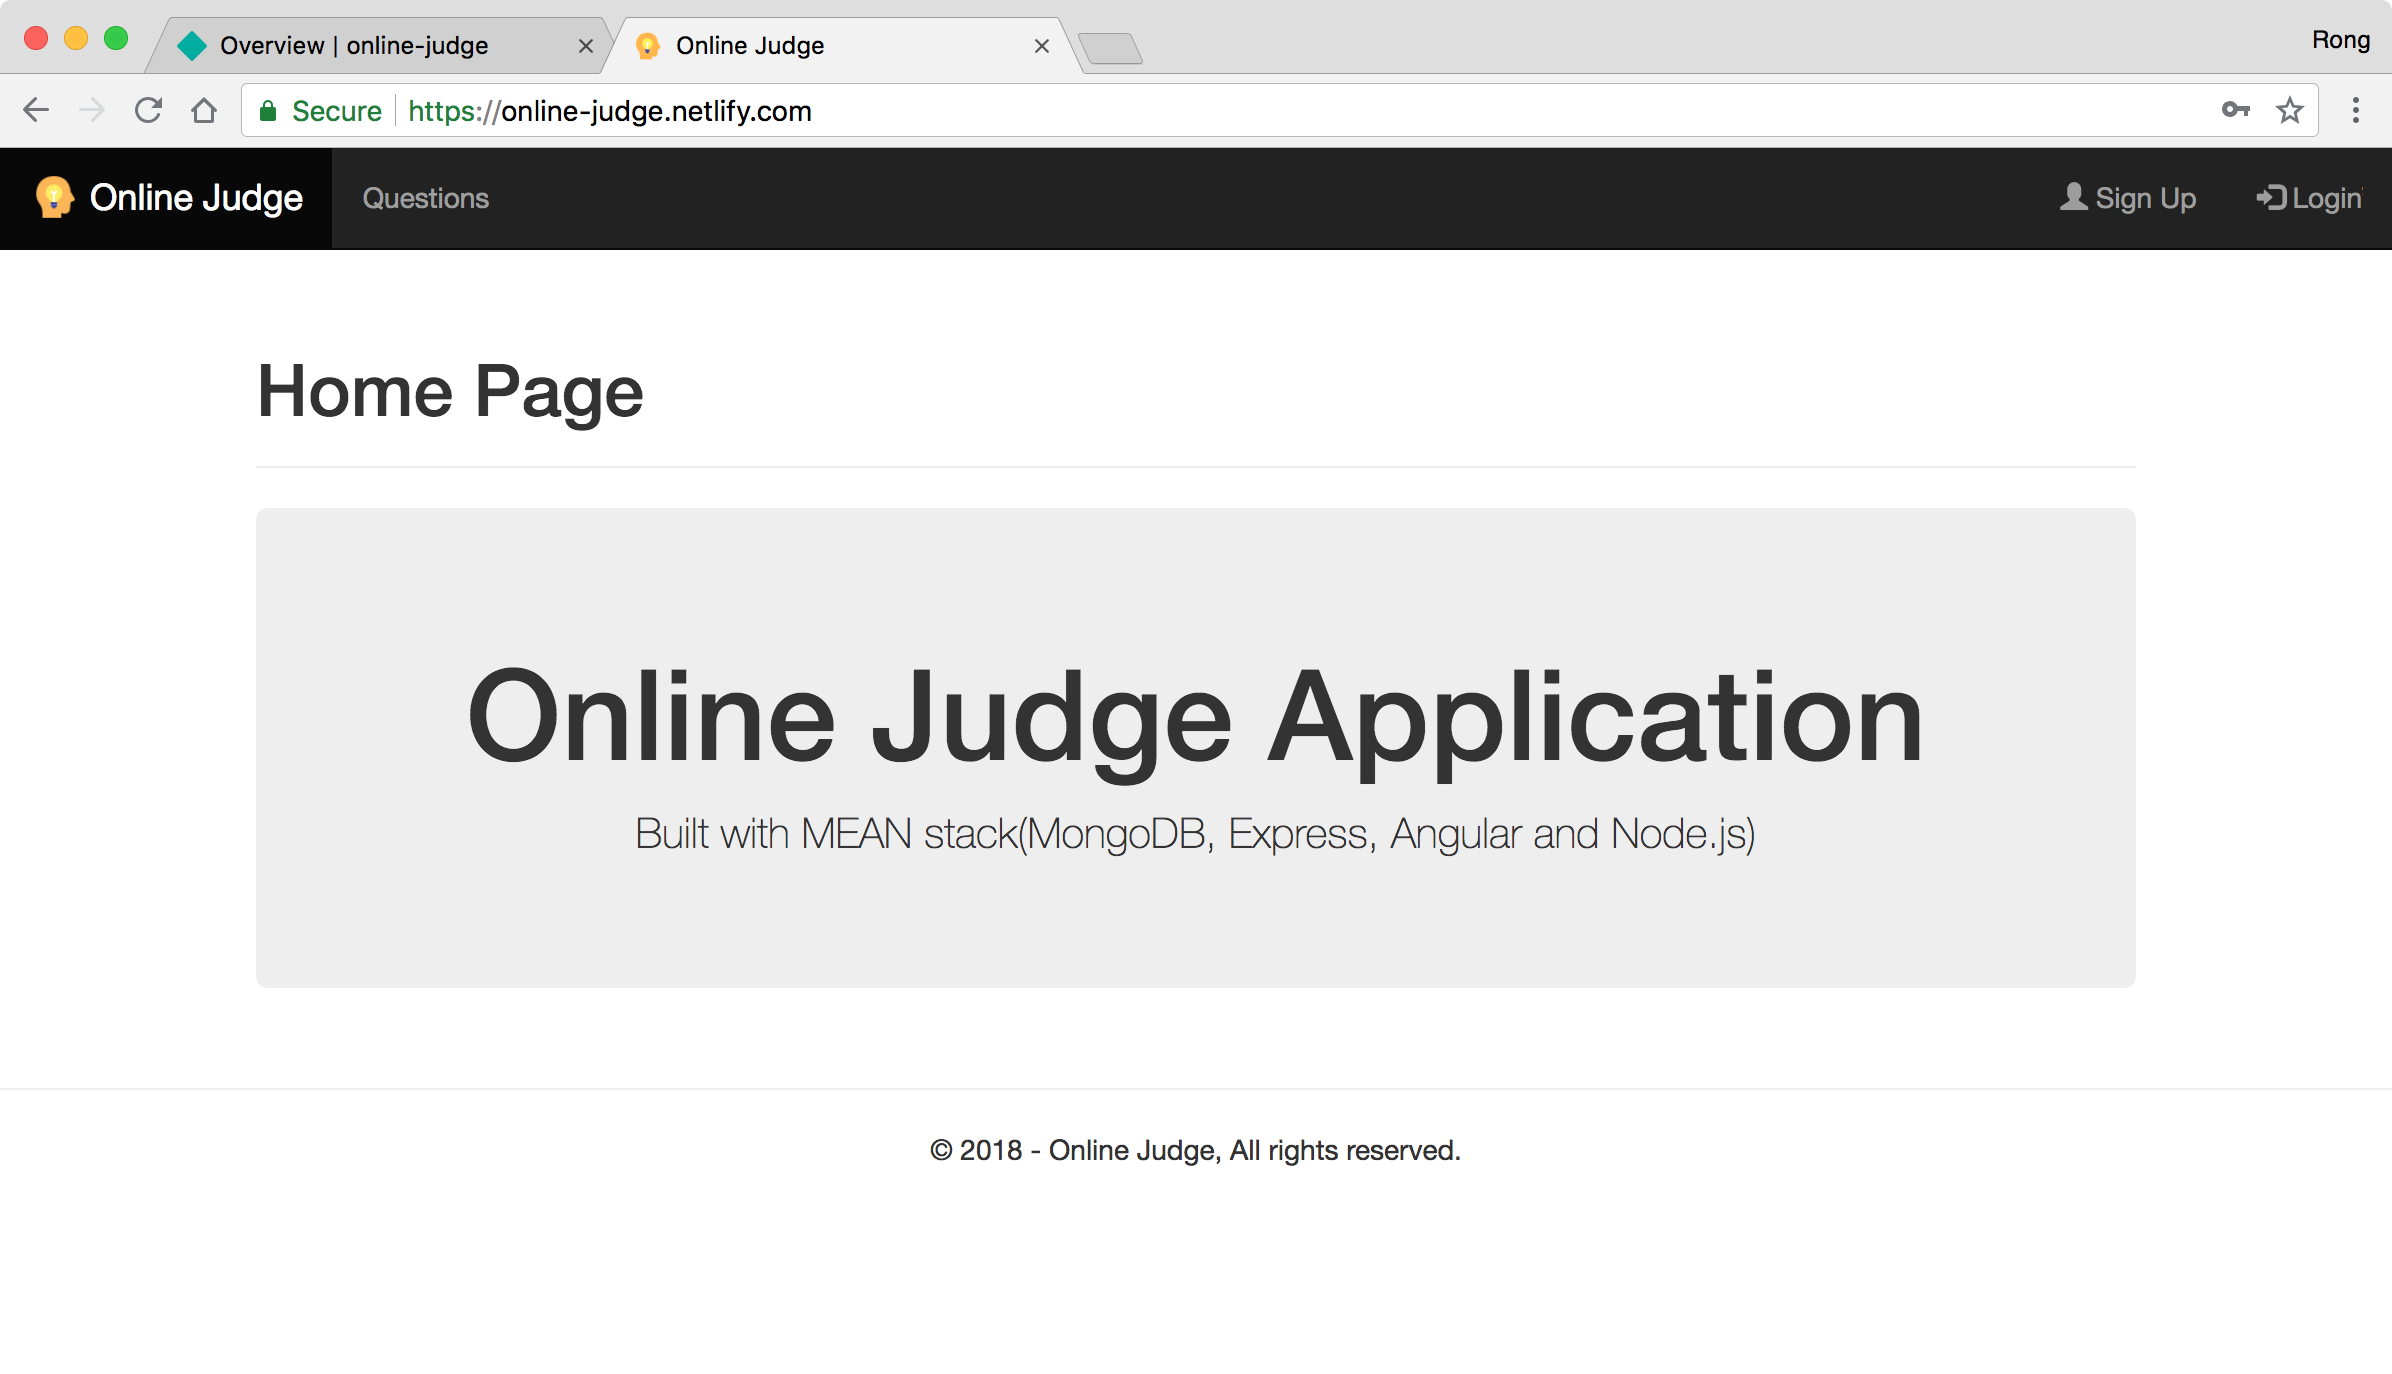 Overview | online-judge
Online Judge
Rong
Secure
https://online-judge.netlify.com
Online Judge
Questions
Sign Up
Login
Home Page
Online Judge Application
Built with MEAN stack(MongoDB, Express, Angular and Node.js)
© 2018 - Online Judge, All rights reserved.